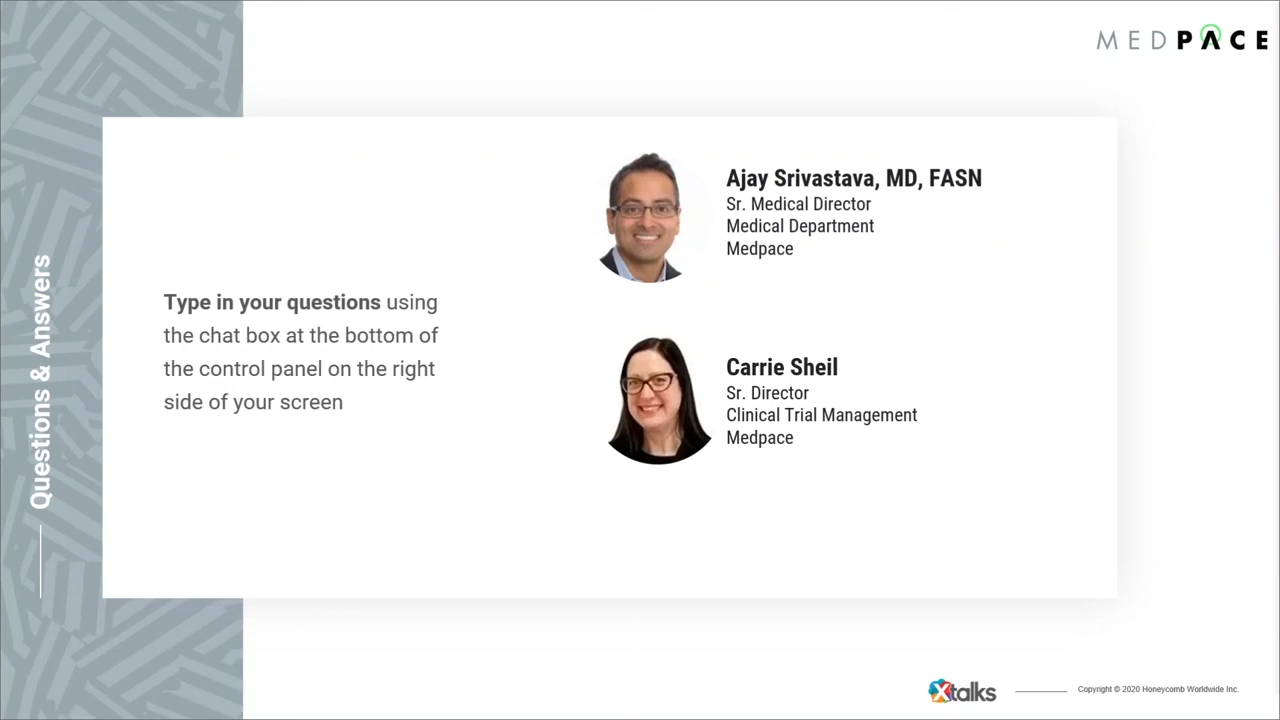 MEDPACE
Questions & Answers
Type in your questions using
the chat box at the bottom of
the control panel on the right
side of your screen
Ajay Srivastava, MD, FASN
Sr. Medical Director
Medical Department
Medpace
Carrie Sheil
Sr. Director
Clinical Trial Management
Medpace
Xtalks
Copyright © 2020 Honeycomb Worldwide Inc.